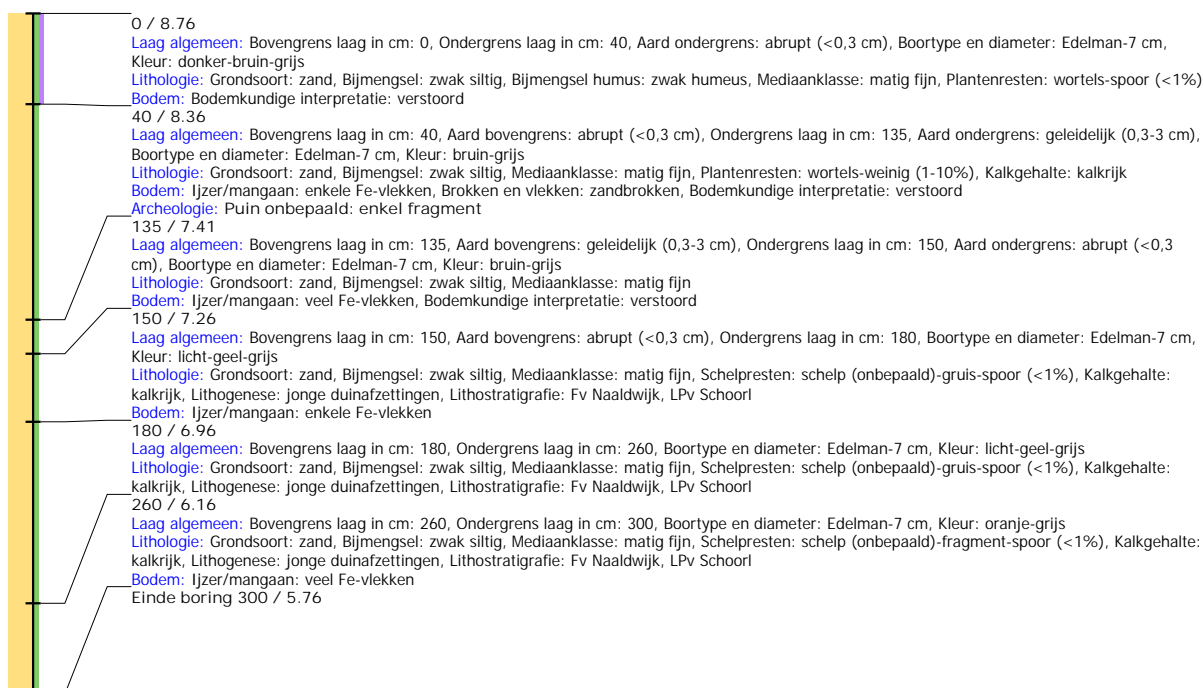 0 / 8.76
Laag algemeen: Bovengrens laag in cm: 0, Ondergrens laag in cm: 40, Aard ondergrens: abrupt (<0,3 cm), Boortype en diameter: Edelman-7 cm,
Kleur: donker-bruin-grijs
Lithologie: Grondsoort: zand, Bijmengsel: zwak siltig, Bijmengsel humus: zwak humeus, Mediaanklasse: matig fijn, Plantenresten: wortels-spoor (<1%)
Bodem: Bodemkundige interpretatie: verstoord
40 / 8.36
Laag algemeen: Bovengrens laag in cm: 40, Aard bovengrens: abrupt (<0,3 cm), Ondergrens laag in cm: 135, Aard ondergrens: geleidelijk (0,3-3 cm),
Boortype en diameter: Edelman-7 cm, Kleur: bruin-grijs
Lithologie: Grondsoort: zand, Bijmengsel: zwak siltig, Mediaanklasse: matig fijn, Plantenresten: wortels-weinig (1-10%), Kalkgehalte: kalkrijk
Bodem: Ijzer/mangaan: enkele Fe-vlekken, Brokken en vlekken: zandbrokken, Bodemkundige interpretatie: verstoord
Archeologie: Puin onbepaald: enkel fragment
135 / 7.41
Laag algemeen: Bovengrens laag in cm: 135, Aard bovengrens: geleidelijk (0,3-3 cm), Ondergrens laag in cm: 150, Aard ondergrens: abrupt (<0,3
cm), Boortype en diameter: Edelman-7 cm, Kleur: bruin-grijs
Lithologie: Grondsoort: zand, Bijmengsel: zwak siltig, Mediaanklasse: matig fijn
Bodem: Ijzer/mangaan: veel Fe-vlekken, Bodemkundige interpretatie: verstoord
150 / 7.26
Laag algemeen: Bovengrens laag in cm: 150, Aard bovengrens: abrupt (<0,3 cm), Ondergrens laag in cm: 180, Boortype en diameter: Edelman-7 cm,
Kleur: licht-geel-grijs
Lithologie: Grondsoort: zand, Bijmengsel: zwak siltig, Mediaanklasse: matig fijn, Schelpresten: schelp (onbepaald)-gruis-spoor (<1%), Kalkgehalte:
kalkrijk, Lithogenese: jonge duinafzettingen, Lithostratigrafie: Fv Naaldwijk, LPv Schoorl
Bodem: Ijzer/mangaan: enkele Fe-vlekken
180 / 6.96
Laag algemeen: Bovengrens laag in cm: 180, Ondergrens laag in cm: 260, Boortype en diameter: Edelman-7 cm, Kleur: licht-geel-grijs
Lithologie: Grondsoort: zand, Bijmengsel: zwak siltig, Mediaanklasse: matig fijn, Schelpresten: schelp (onbepaald)-gruis-spoor (<1%), Kalkgehalte:
kalkrijk, Lithogenese: jonge duinafzettingen, Lithostratigrafie: Fv Naaldwijk, LPv Schoorl
260 / 6.16
Laag algemeen: Bovengrens laag in cm: 260, Ondergrens laag in cm: 300, Boortype en diameter: Edelman-7 cm, Kleur: oranje-grijs
Lithologie: Grondsoort: zand, Bijmengsel: zwak siltig, Mediaanklasse: matig fijn, Schelpresten: schelp (onbepaald)-fragment-spoor (<1%), Kalkgehalte:
kalkrijk, Lithogenese: jonge duinafzettingen, Lithostratigrafie: Fv Naaldwijk, LPv Schoorl
Bodem: Ijzer/mangaan: veel Fe-vlekken
Einde boring 300 / 5.76